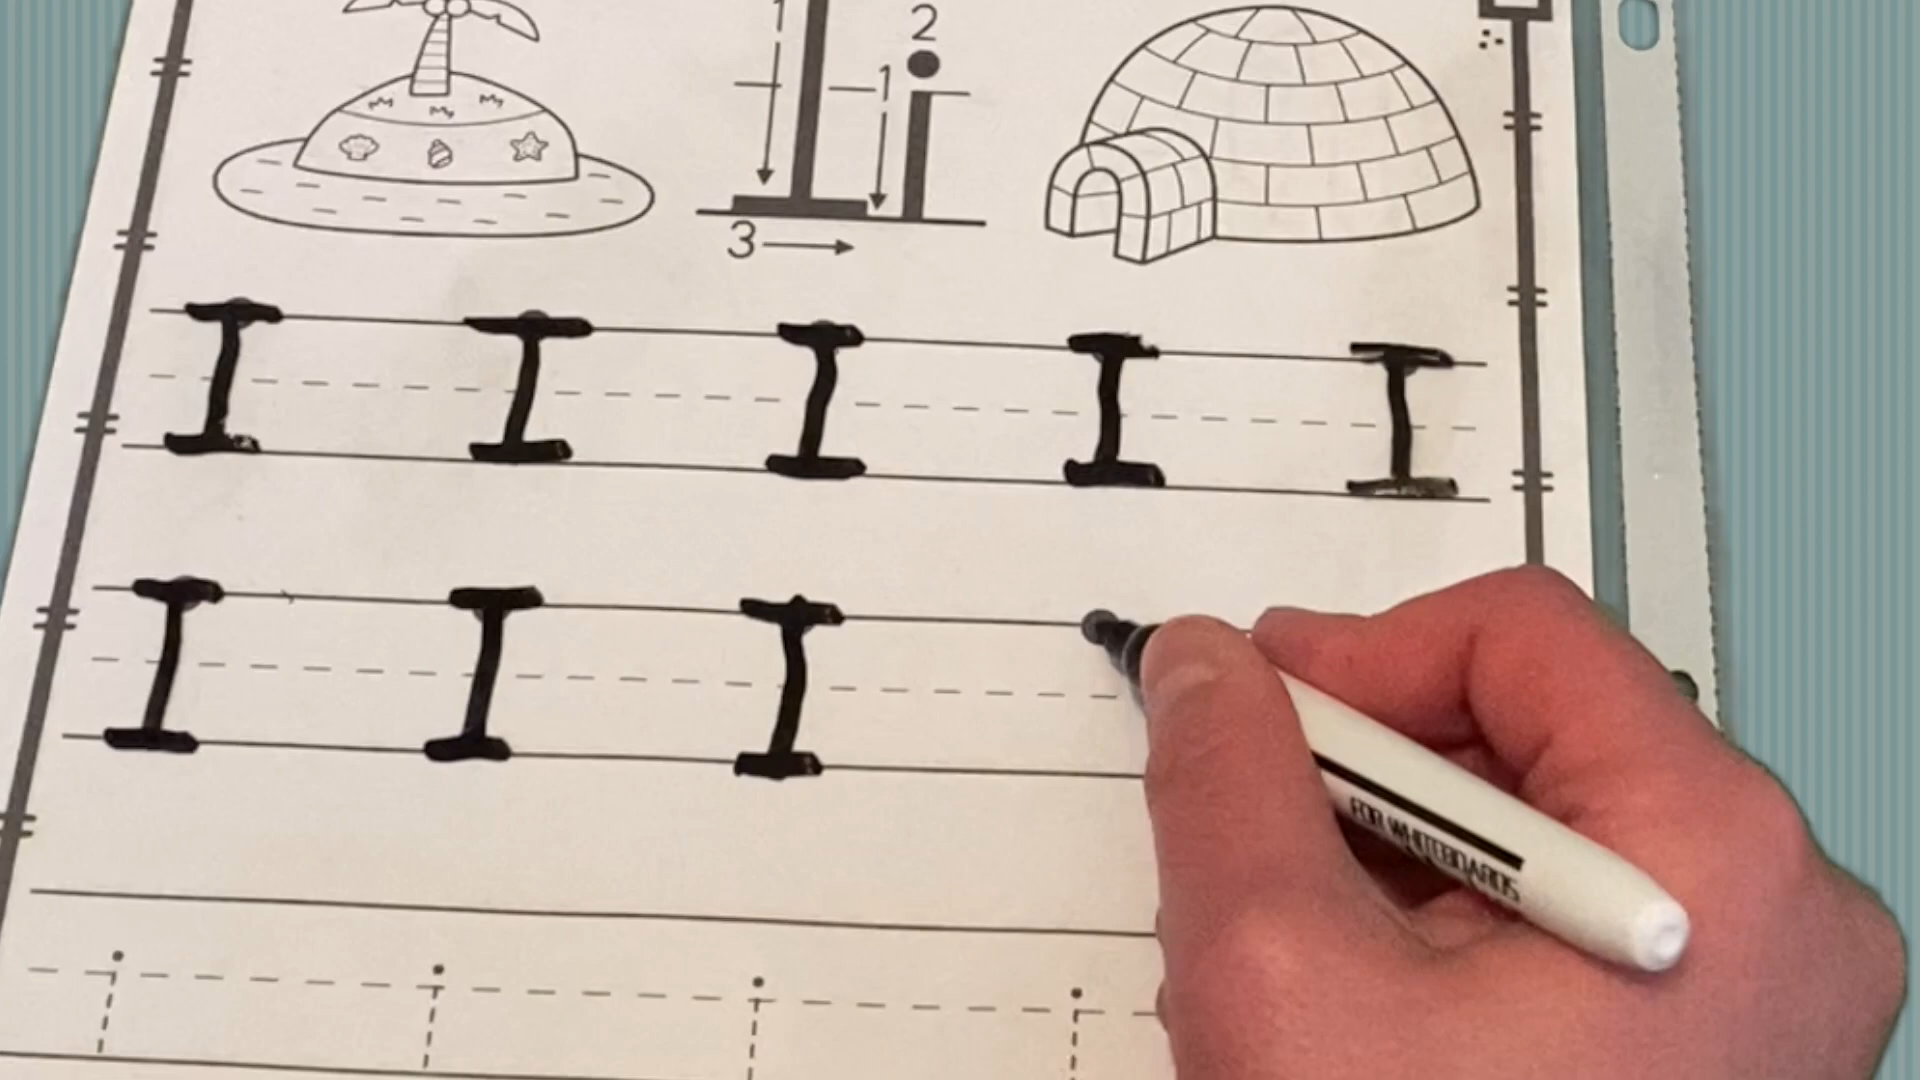 1 2
I 1 i
3
I I I I I
I I I
FOR WHITEBOARDS
i i i i